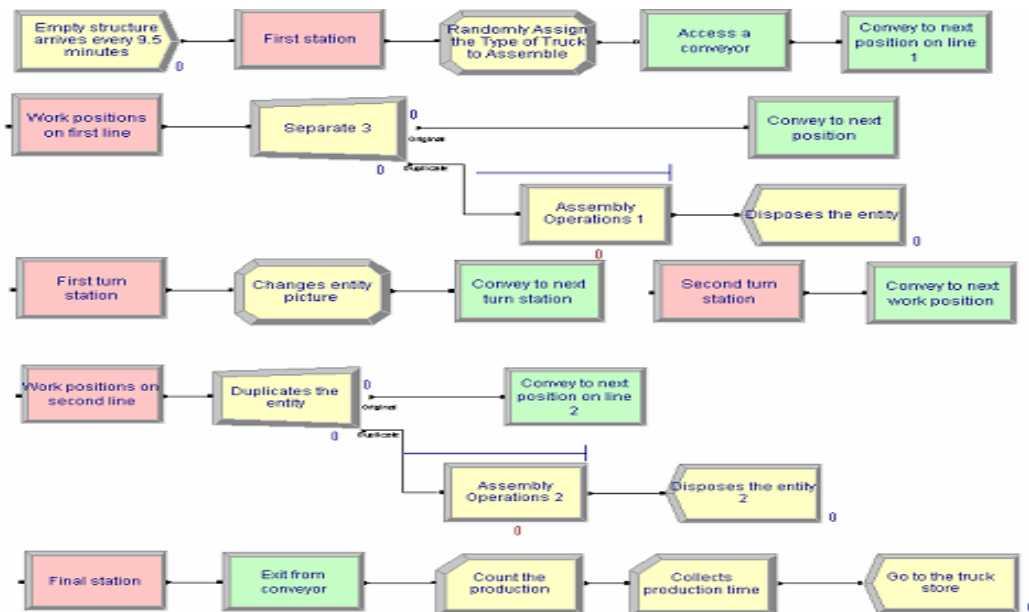 Empty structure
arrives every 9.5
minutes
0
First station
Randomly Assign
the Type of Truck
to Assemble
Access a
conveyor
Convey to next
position on line
1
Work positions
on first line
Separate 3
0
Original
0
Duplicate
Convey to next
position
Assembly
Operations 1
0
Disposes the entity
0
First turn
station
Changes entity
picture
Convey to next
turn station
Second turn
station
Convey to next
work position
Work positions on
second line
Duplicates the
entity
0
Original
0
Duplicate
Convey to next
position on line
2
Assembly
Operations 2
0
Disposes the entity
2
0
Final station
Exit from
conveyor
Count the
production
Collects
production time
Go to the truck
store